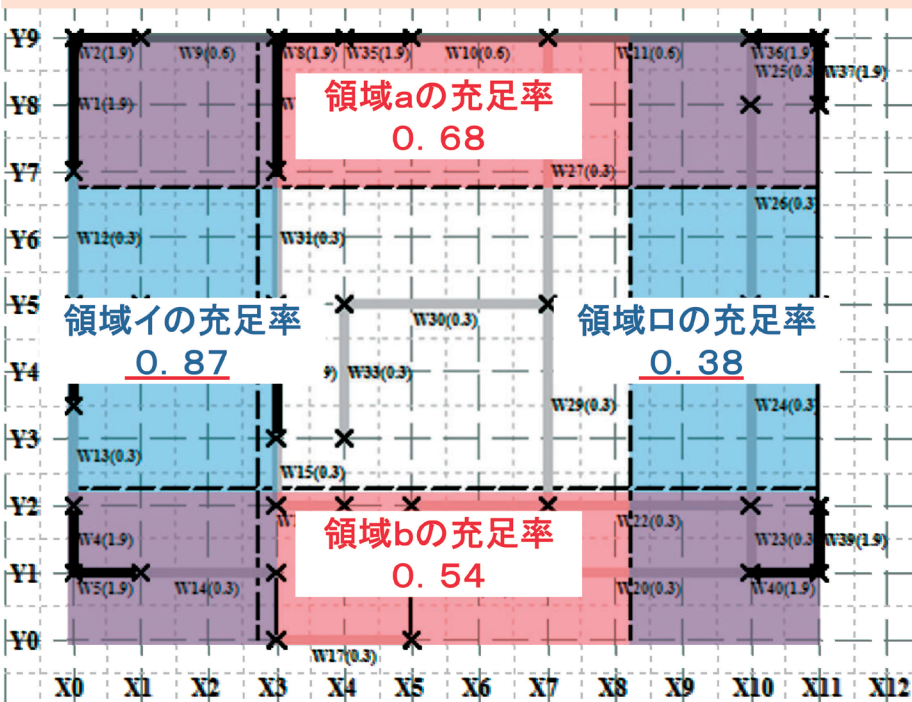 Y9
W2(1.9) W9(0.6) W8(1.9) W35(1.9) W10(0.6) W11(0.6) W36(1.9)
W25(0.3 W37(1.9)
Y8
W1(1.9)
領域aの充足率
0.68
Y7
W27(0.3)
W26(0.3)
Y6
W12(0.3) W31(0.3)
Y5
領域イの充足率
0.87
W30(0.3)
領域ロの充足率
0.38
Y4
9) W33(0.3)
W29(0.3) W24(0.3)
Y3
W13(0.3) W15(0.3)
Y2
領域bの充足率
0.54
W22(0.3)
W4(1.9) W23(0.3 W39(1.9)
Y1
W5(1.9) W14(0.3) W20(0.3) W40(1.9)
Y0
W17(0.3)
X0 X1 X2 X3 X4 X5 X6 X7 X8 X9 X10 X11 X12